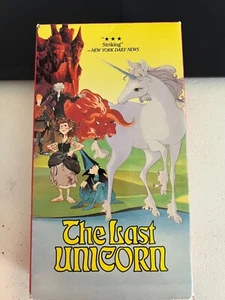 "★★★
Striking"
—NEW YORK DAILY NEWS
The Last
UNICORN